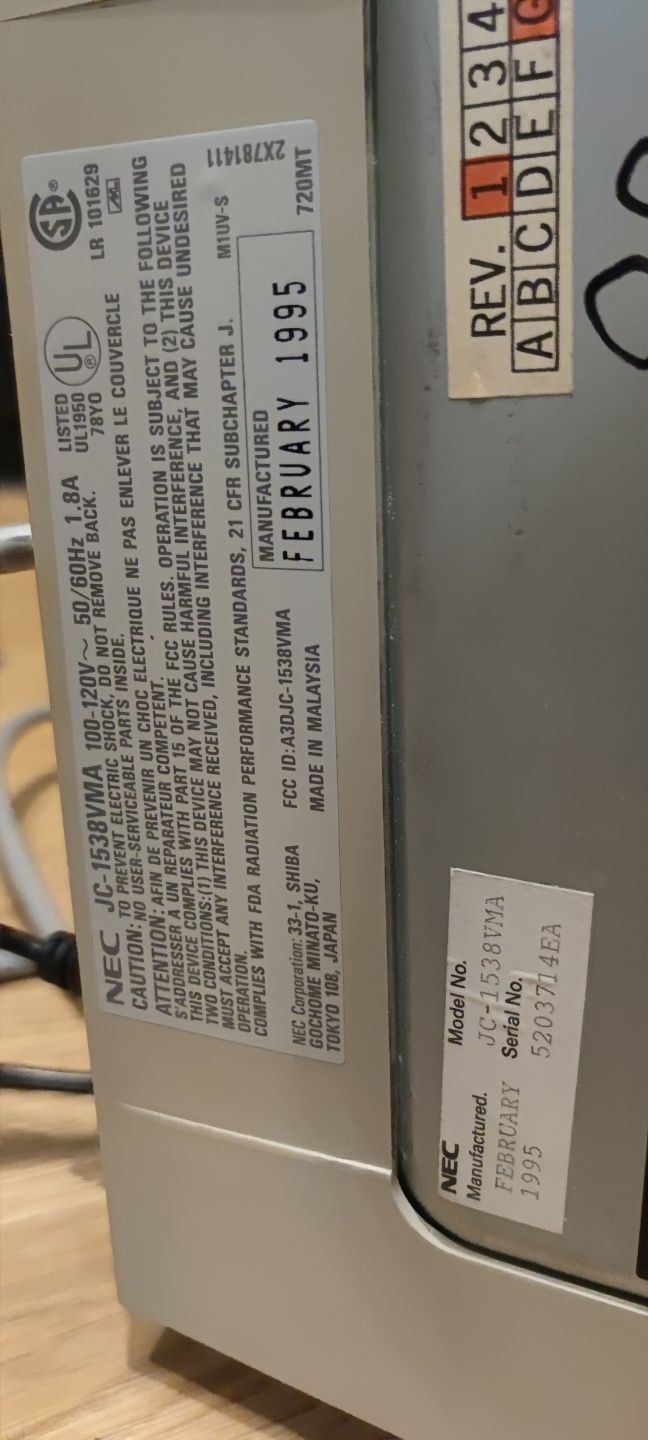 NEC JC-1538VMA 100-120V~ 50/60Hz 1.8A
LISTED
UL1950
78YO
UL®
SA®
LR 101629
TO PREVENT ELECTRIC SHOCK, DO NOT REMOVE BACK.
CAUTION: NO USER-SERVICEABLE PARTS INSIDE.
ATTENTION: AFIN DE PREVENIR UN CHOC ELECTRIQUE NE PAS ENLEVER LE COUVERCLE
S'ADDRESSER A UN REPARATEUR COMPETENT.
THIS DEVICE COMPLIES WITH PART 15 OF THE FCC RULES. OPERATION IS SUBJECT TO THE FOLLOWING
TWO CONDITIONS:(1) THIS DEVICE MAY NOT CAUSE HARMFUL INTERFERENCE, AND (2) THIS DEVICE
MUST ACCEPT ANY INTERFERENCE RECEIVED, INCLUDING INTERFERENCE THAT MAY CAUSE UNDESIRED
OPERATION.
COMPLIES WITH FDA RADIATION PERFORMANCE STANDARDS, 21 CFR SUBCHAPTER J.
M1UV-S
2X781411
NEC Corporation: 33-1, SHIBA
GOCHOME MINATO-KU,
TOKYO 108, JAPAN
FCC ID:A3DJC-1538VMA
MADE IN MALAYSIA
MANUFACTURED
FEBRUARY 1995
720MT
REV. 1 2 3 4
A B C D E F G
NEC
Manufactured.
FEBRUARY
1995
Model No.
JC-1538VMA
Serial No.
5203714EA